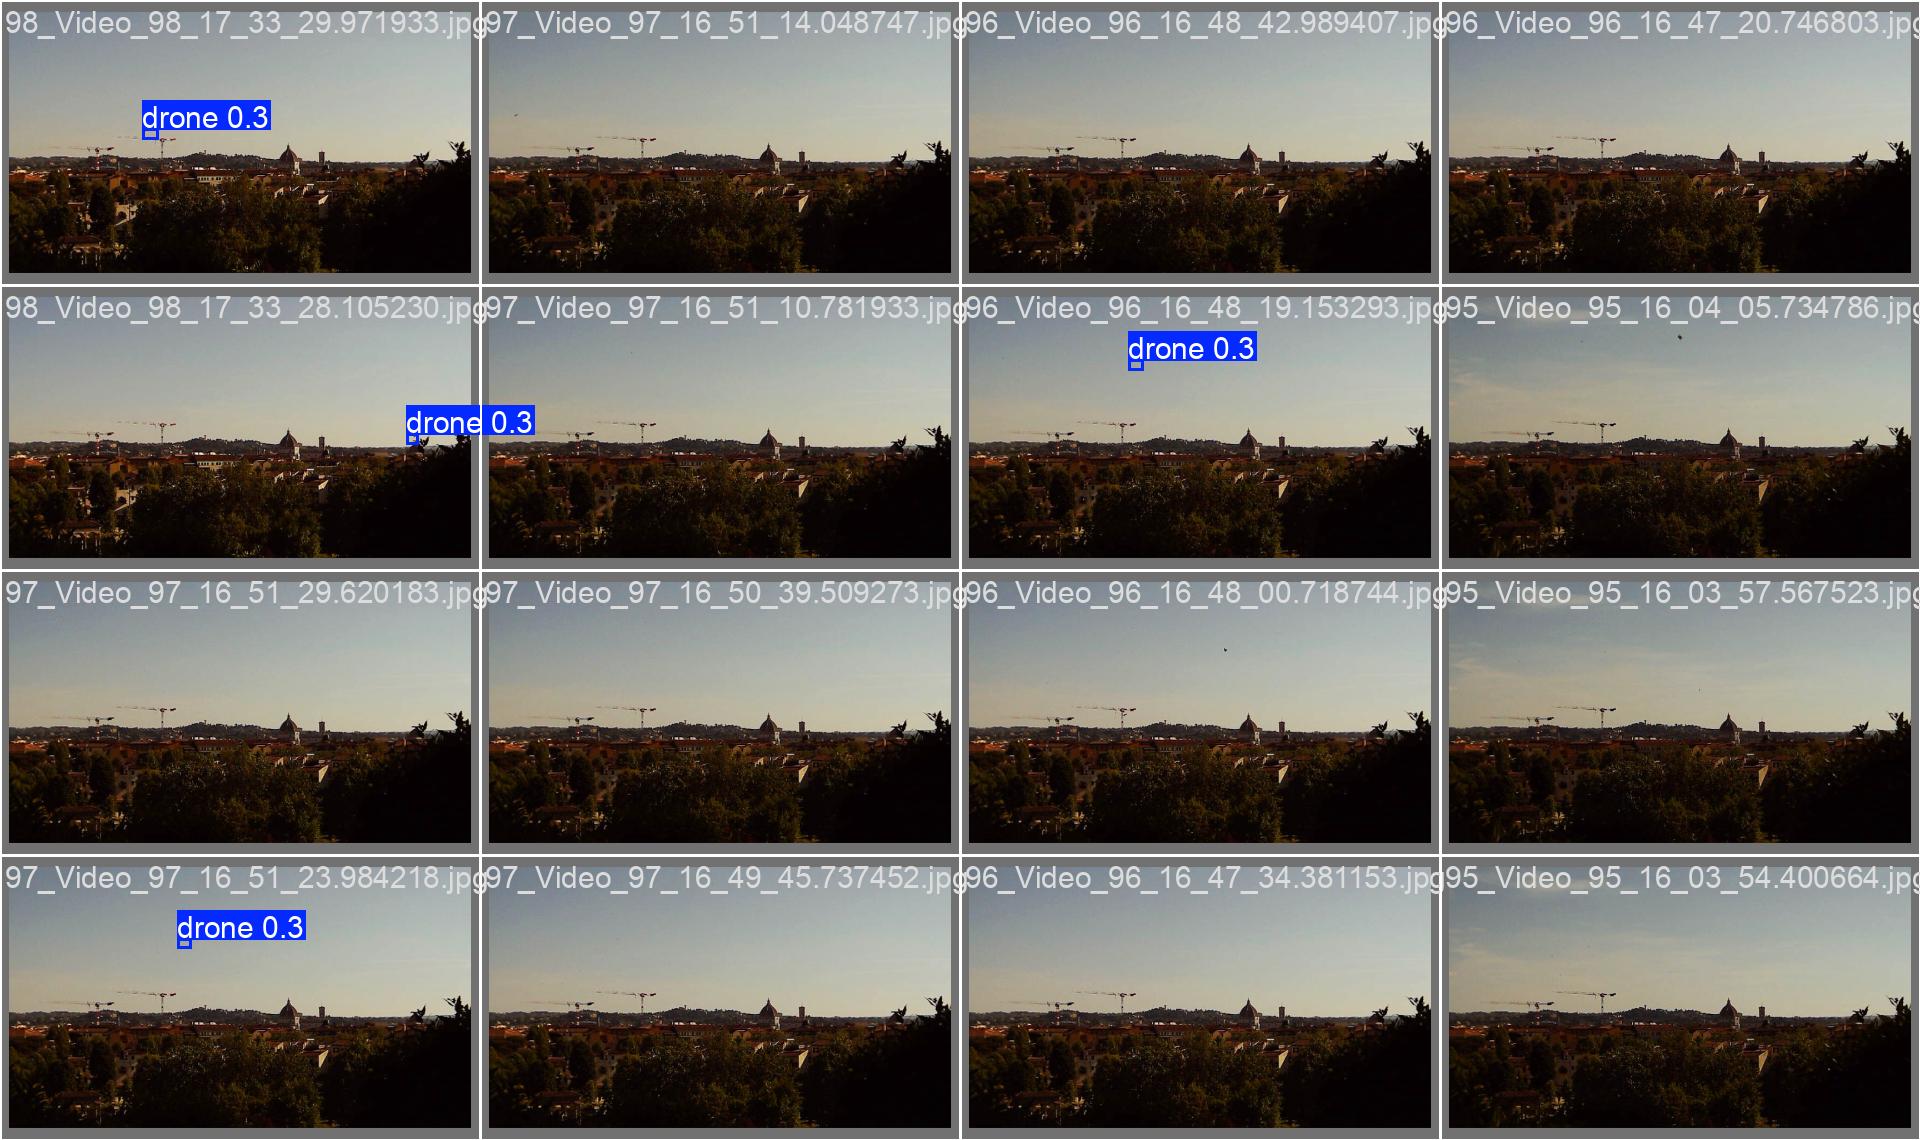 98_Video_98_17_33_29.971933.jpg
97_Video_97_16_51_14.048747.jpg
96_Video_96_16_48_42.989407.jpg
96_Video_96_16_47_20.746803.jpg
drone 0.3
98_Video_98_17_33_28.105230.jpg
97_Video_97_16_51_10.781933.jpg
96_Video_96_16_48_19.153293.jpg
95_Video_95_16_04_05.734786.jpg
drone 0.3
drone 0.3
97_Video_97_16_51_29.620183.jpg
97_Video_97_16_50_39.509273.jpg
96_Video_96_16_48_00.718744.jpg
95_Video_95_16_03_57.567523.jpg
97_Video_97_16_51_23.984218.jpg
97_Video_97_16_49_45.737452.jpg
96_Video_96_16_47_34.381153.jpg
95_Video_95_16_03_54.400664.jpg
drone 0.3